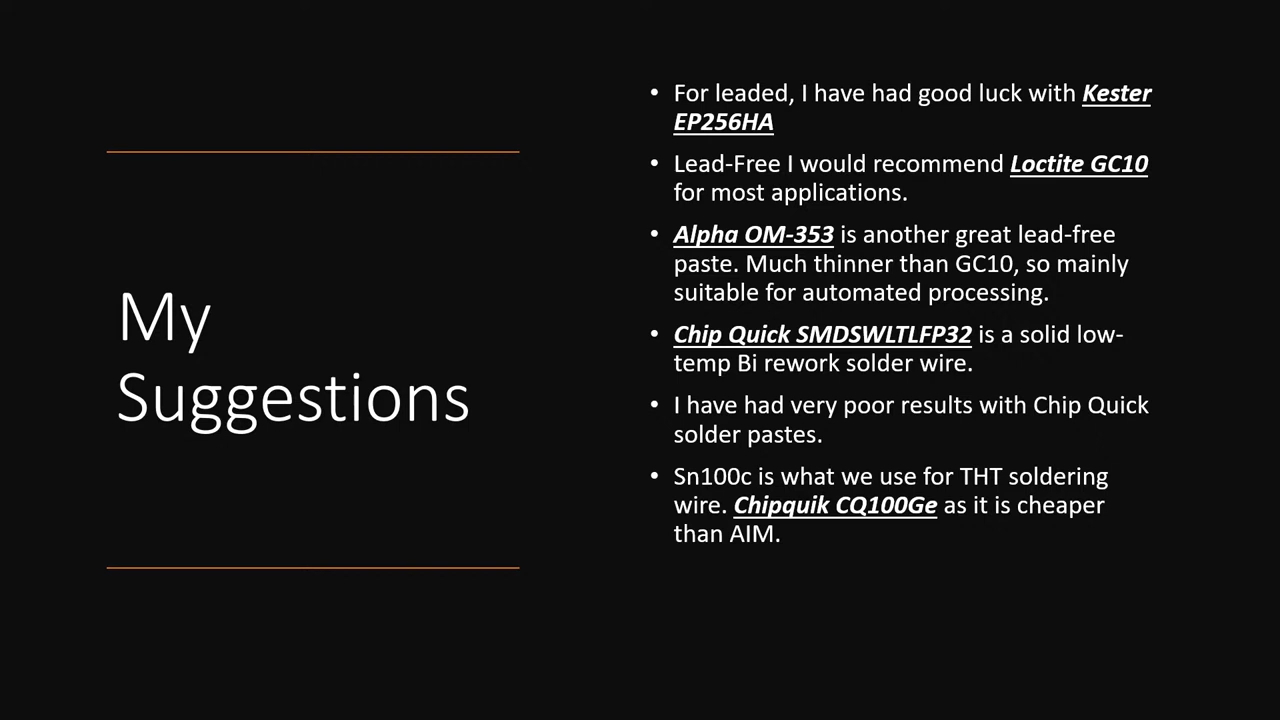 My
Suggestions
• For leaded, I have had good luck with Kester
EP256HA
• Lead-Free I would recommend Loctite GC10
for most applications.
• Alpha OM-353 is another great lead-free
paste. Much thinner than GC10, so mainly
suitable for automated processing.
• Chip Quick SMDSWLTLFP32 is a solid low-
temp Bi rework solder wire.
• I have had very poor results with Chip Quick
solder pastes.
• Sn100c is what we use for THT soldering
wire. Chipquik CQ100Ge as it is cheaper
than AIM.